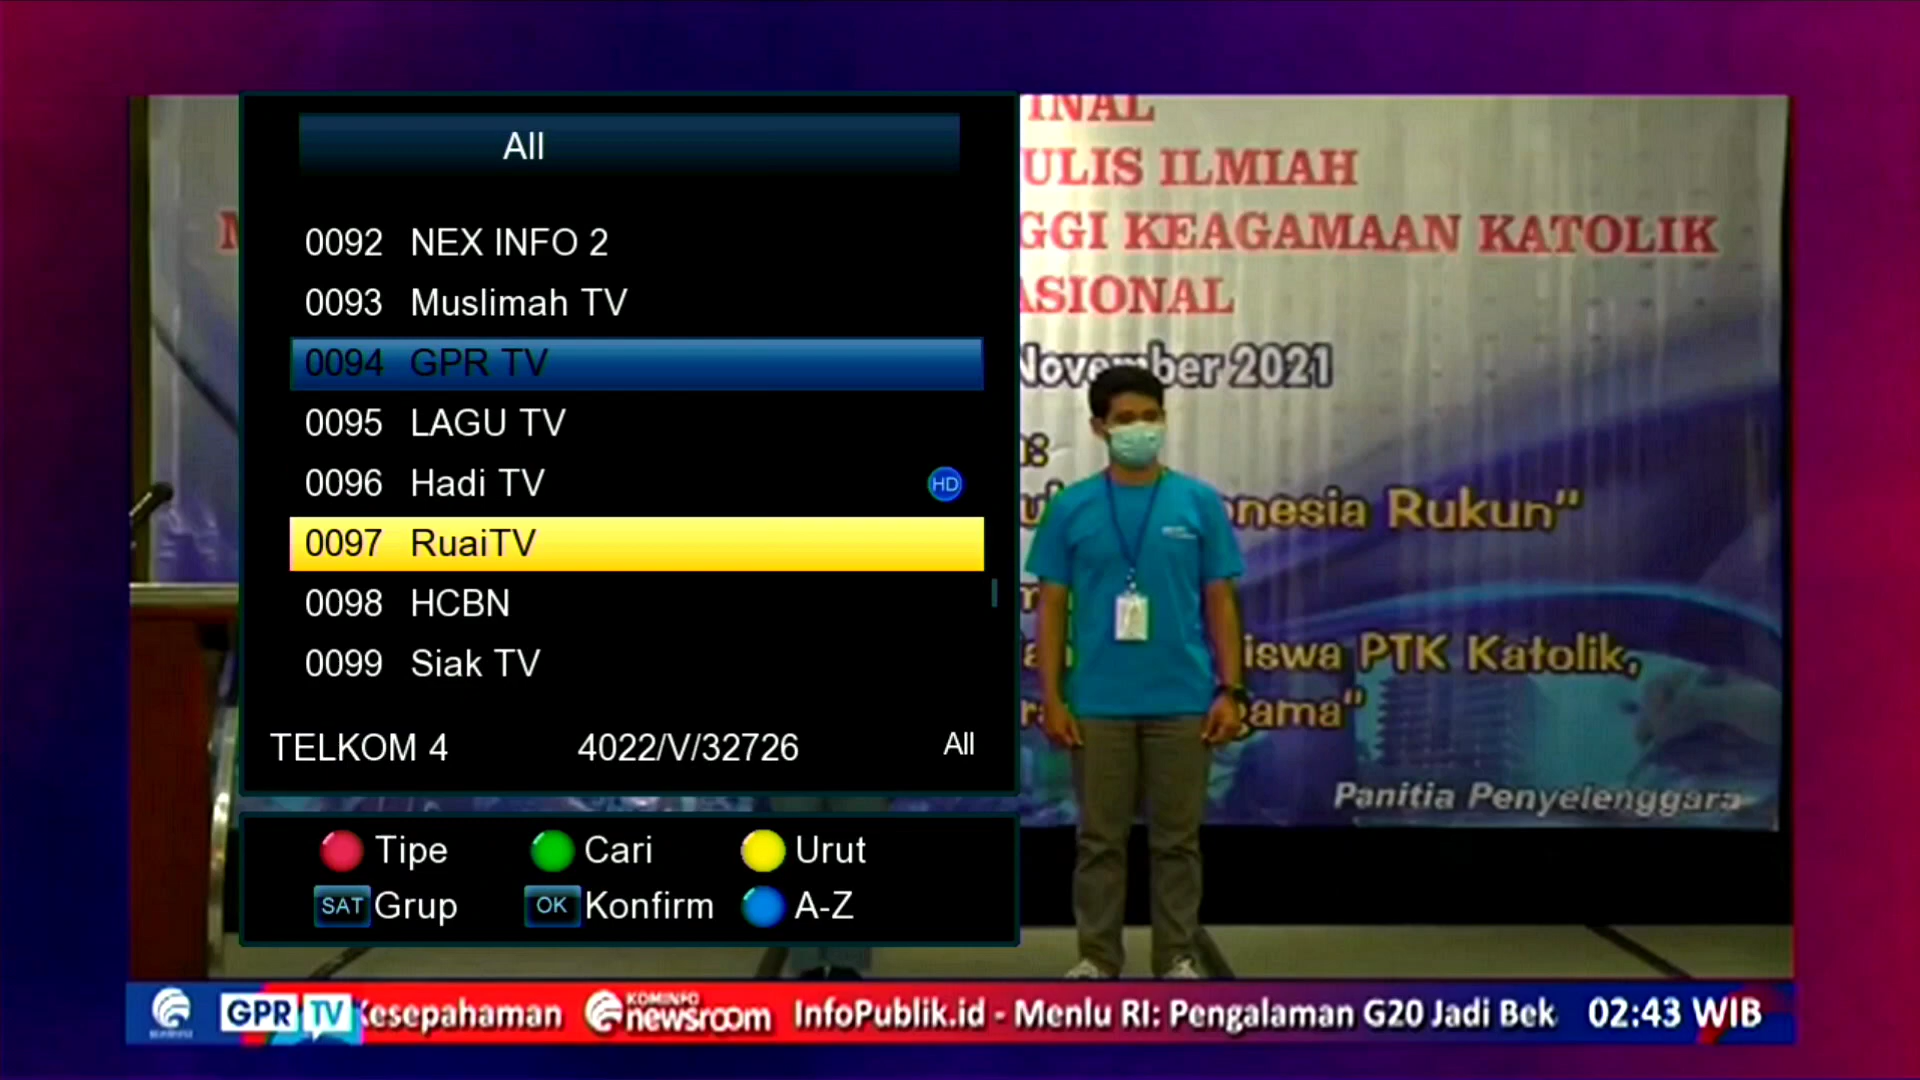 All
0092 NEX INFO 2
0093 Muslimah TV
0094 GPR TV
0095 LAGU TV
0096 Hadi TV HD
0097 RuaiTV
0098 HCBN
0099 Siak TV
TELKOM 4 4022/V/32726 All
Tipe Cari Urut
SAT Grup OK Konfirm A-Z
INAL
ULIS ILMIAH
GGI KEAGAMAAN KATOLIK
ASIONAL
November 2021
nesia Rukun"
iswa PTK Katolik,
gama"
Panitia Penyelenggara
GPR TV Kesepahaman KOMINFO newsroom InfoPublik.id - Menlu RI: Pengalaman G20 Jadi Bek 02:43 WIB